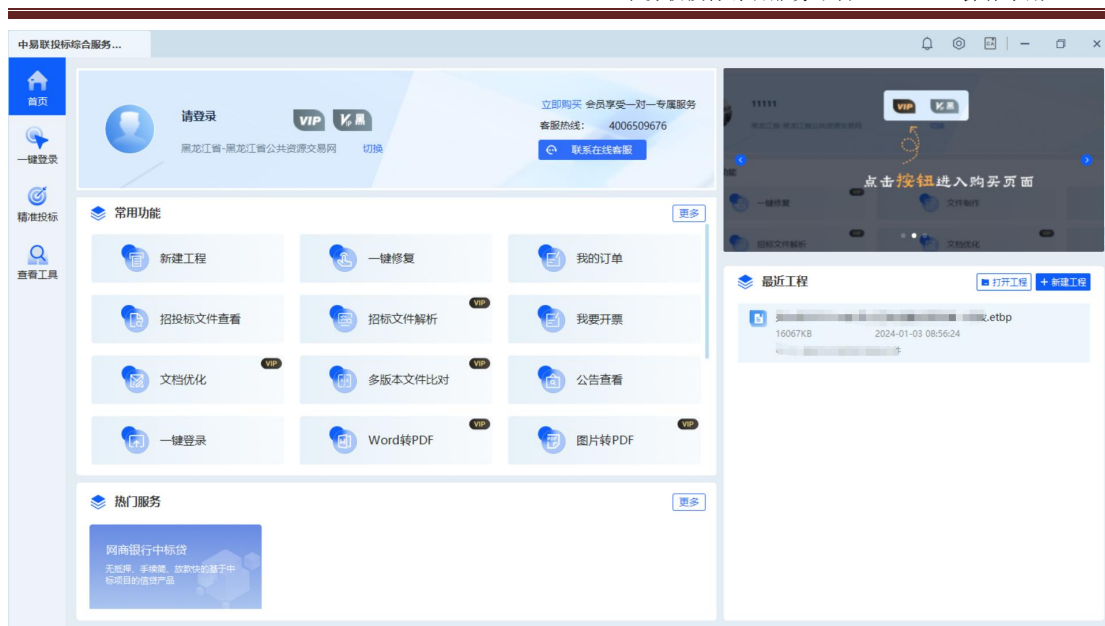 中易联投标综合服务...
首页
一键登录
精准投标
查看工具
请登录
VIP
黑
黑龙江省-黑龙江省公共资源交易网 切换
立即购买 会员享受一对一专属服务
客服热线: 4006509676
联系在线客服
常用功能 更多
新建工程
一键修复
我的订单
招投标文件查看
招标文件解析 VIP
我要开票
文档优化 VIP
多版本文件比对 VIP
公告查看
一键登录
Word转PDF VIP
图片转PDF VIP
热门服务 更多
网商银行中标贷
无抵押、手续简、放款快的基于中
标项目的信贷产品
11111
VIP
黑
点击按钮进入购买页面
一键修复
文件制作
招标文件解析
文档优化
最近工程 打开工程 + 新建工程
.etbp
16067KB 2024-01-03 08:56:24